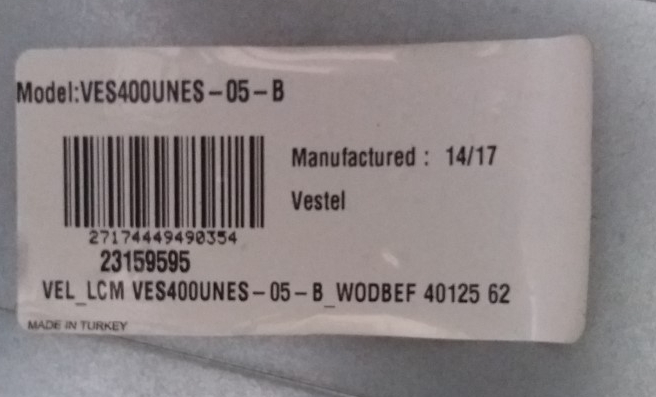 Model:VES400UNES-05-B
Manufactured : 14/17
Vestel
27174449490354
23159595
VEL_LCM VES400UNES-05-B_WODBEF 40125 62
MADE IN TURKEY